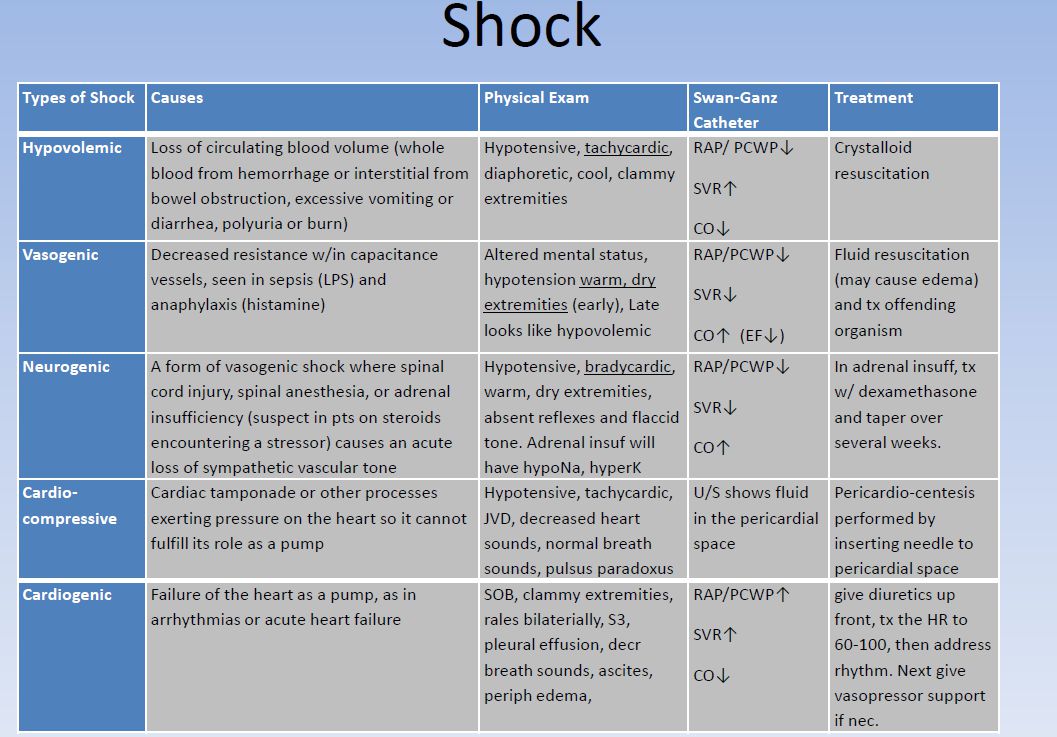 Shock
Types of Shock
Causes
Physical Exam
Swan-Ganz
Catheter
Treatment
Hypovolemic
Loss of circulating blood volume (whole
blood from hemorrhage or interstitial from
bowel obstruction, excessive vomiting or
diarrhea, polyuria or burn)
Hypotensive, tachycardic,
diaphoretic, cool, clammy
extremities
RAP/ PCWP↓
SVR↑
CO↓
Crystalloid
resuscitation
Vasogenic
Decreased resistance w/in capacitance
vessels, seen in sepsis (LPS) and
anaphylaxis (histamine)
Altered mental status,
hypotension warm, dry
extremities (early), Late
looks like hypovolemic
RAP/PCWP↓
SVR↓
CO↑ (EF↓)
Fluid resuscitation
(may cause edema)
and tx offending
organism
Neurogenic
A form of vasogenic shock where spinal
cord injury, spinal anesthesia, or adrenal
insufficiency (suspect in pts on steroids
encountering a stressor) causes an acute
loss of sympathetic vascular tone
Hypotensive, bradycardic,
warm, dry extremities,
absent reflexes and flaccid
tone. Adrenal insuf will
have hypoNa, hyperK
RAP/PCWP↓
SVR↓
CO↑
In adrenal insuff, tx
w/ dexamethasone
and taper over
several weeks.
Cardio-
compressive
Cardiac tamponade or other processes
exerting pressure on the heart so it cannot
fulfill its role as a pump
Hypotensive, tachycardic,
JVD, decreased heart
sounds, normal breath
sounds, pulsus paradoxus
U/S shows fluid
in the pericardial
space
Pericardio-centesis
performed by
inserting needle to
pericardial space
Cardiogenic
Failure of the heart as a pump, as in
arrhythmias or acute heart failure
SOB, clammy extremities,
rales bilaterially, S3,
pleural effusion, decr
breath sounds, ascites,
periph edema,
RAP/PCWP↑
SVR↑
CO↓
give diuretics up
front, tx the HR to
60-100, then address
rhythm. Next give
vasopressor support
if nec.